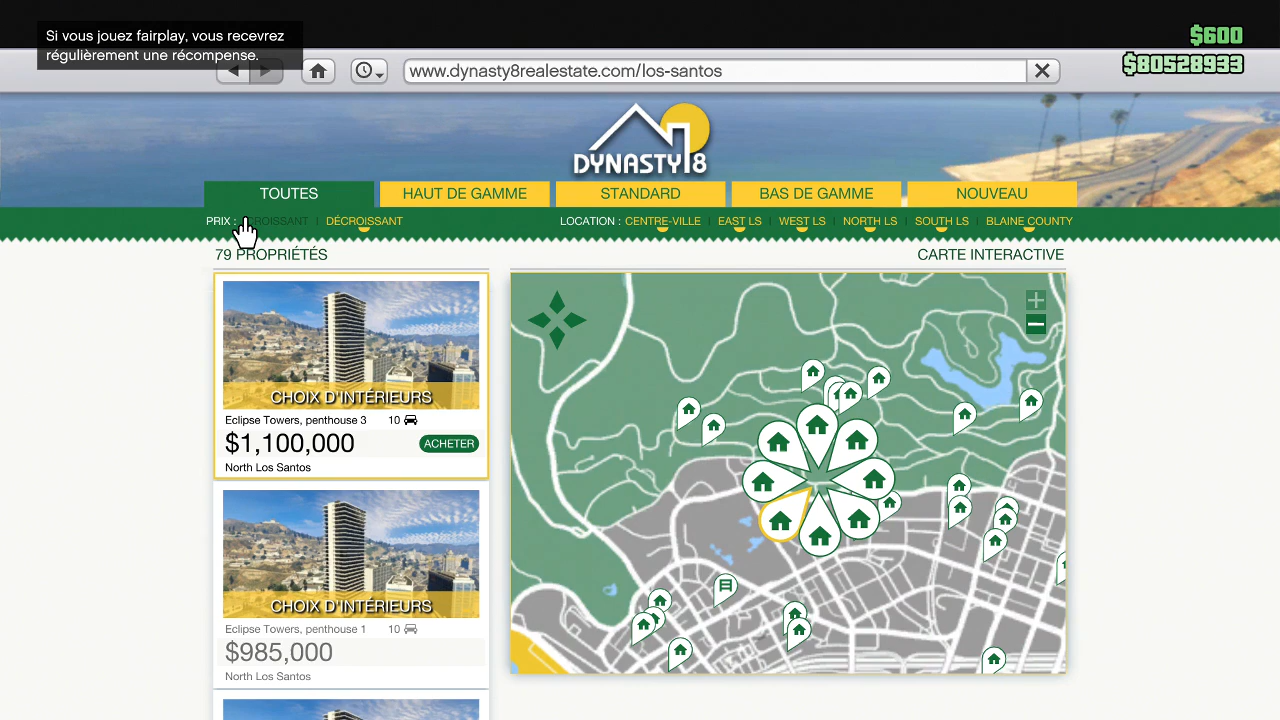 Si vous jouez fairplay, vous recevrez
régulièrement une récompense.
$600
$80528933
www.dynasty8realestate.com/los-santos
DYNASTY 8
TOUTES
HAUT DE GAMME
STANDARD
BAS DE GAMME
NOUVEAU
PRIX : CROISSANT | DÉCROISSANT
LOCATION : CENTRE-VILLE | EAST LS | WEST LS | NORTH LS | SOUTH LS | BLAINE COUNTY
79 PROPRIÉTÉS
CARTE INTERACTIVE
CHOIX D'INTÉRIEURS
Eclipse Towers, penthouse 3 10
$1,100,000
ACHETER
North Los Santos
CHOIX D'INTÉRIEURS
Eclipse Towers, penthouse 1 10
$985,000
North Los Santos